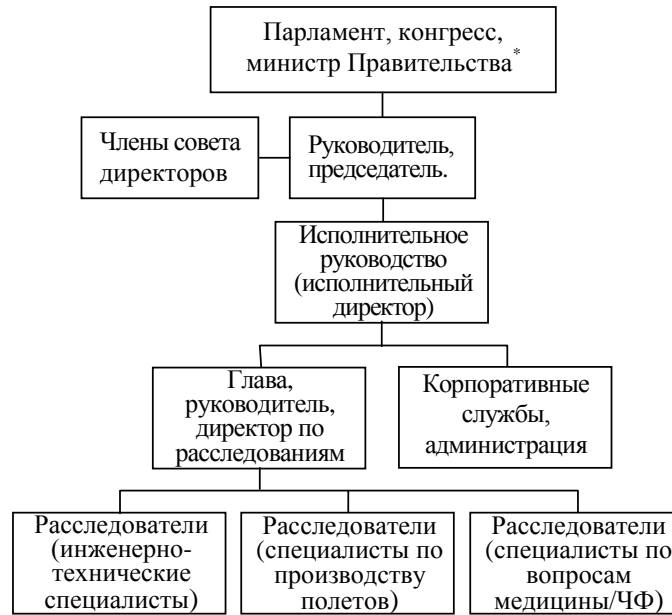 Парламент, конгресс,
министр Правительства*
Члены совета
директоров
Руководитель,
председатель.
Исполнительное
руководство
(исполнительный
директор)
Глава,
руководитель,
директор по
расследованиям
Корпоративные
службы,
администрация
Расследователи
(инженерно-
технические
специалисты)
Расследователи
(специалисты по
производству
полетов)
Расследователи
(специалисты по
вопросам
медицины/ЧФ)